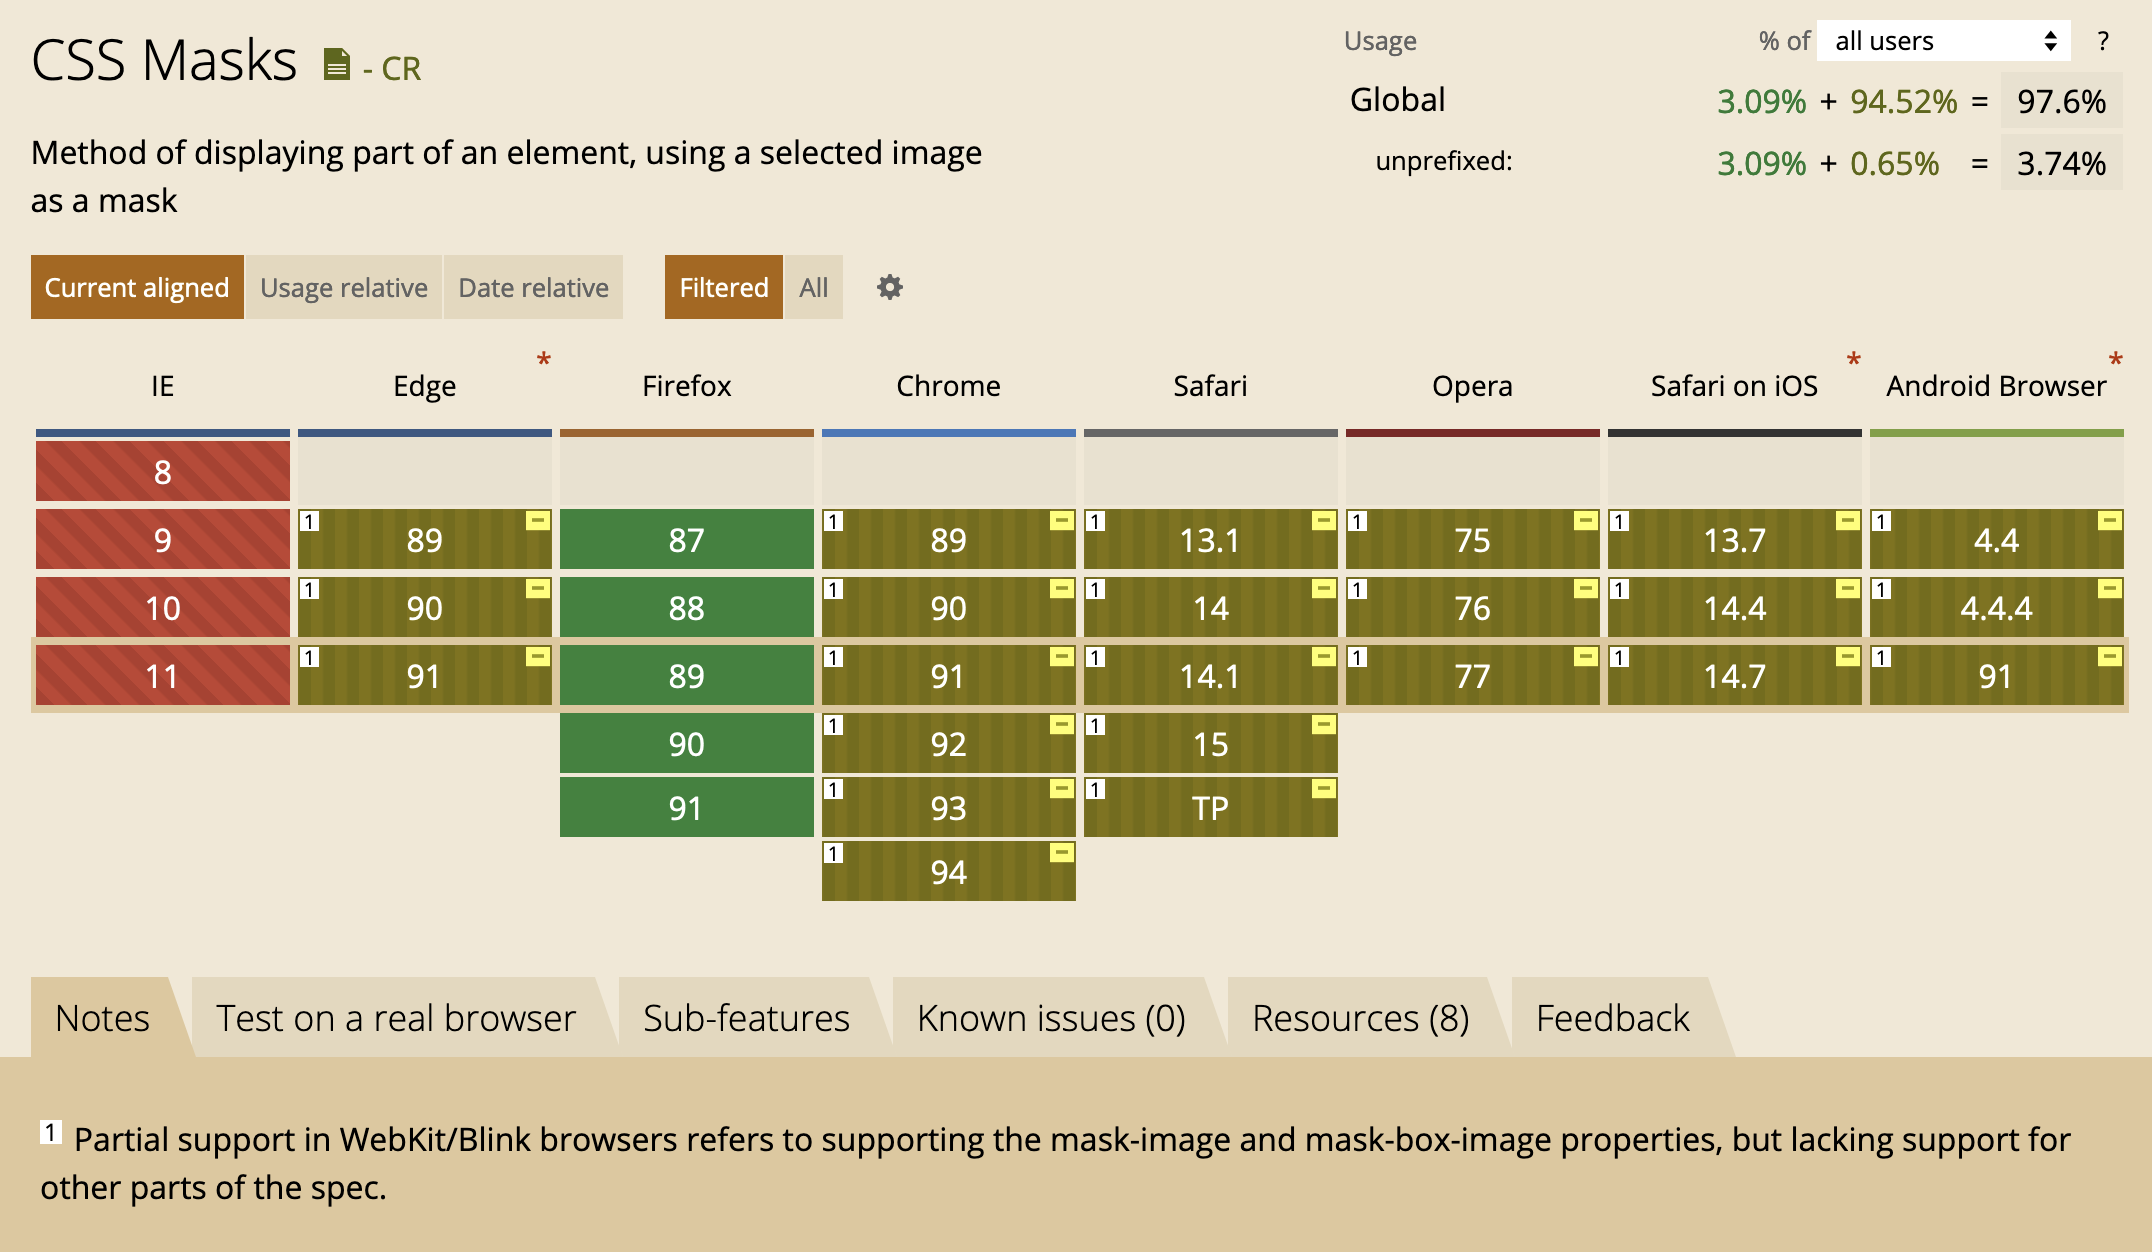 CSS Masks - CR
Usage % of all users ?
Global 3.09% + 94.52% = 97.6%
unprefixed: 3.09% + 0.65% = 3.74%
Method of displaying part of an element, using a selected image
as a mask
Current aligned Usage relative Date relative Filtered All
* * *
IE Edge Firefox Chrome Safari Opera Safari on iOS Android Browser
8
9 1 89 − 87 1 89 − 1 13.1 − 1 75 − 1 13.7 − 1 4.4 −
10 1 90 − 88 1 90 − 1 14 − 1 76 − 1 14.4 − 1 4.4.4 −
11 1 91 − 89 1 91 − 1 14.1 − 1 77 − 1 14.7 − 1 91 −
90 1 92 − 1 15 −
91 1 93 − 1 TP −
1 94 −
Notes Test on a real browser Sub-features Known issues (0) Resources (8) Feedback
1 Partial support in WebKit/Blink browsers refers to supporting the mask-image and mask-box-image properties, but lacking support for
other parts of the spec.